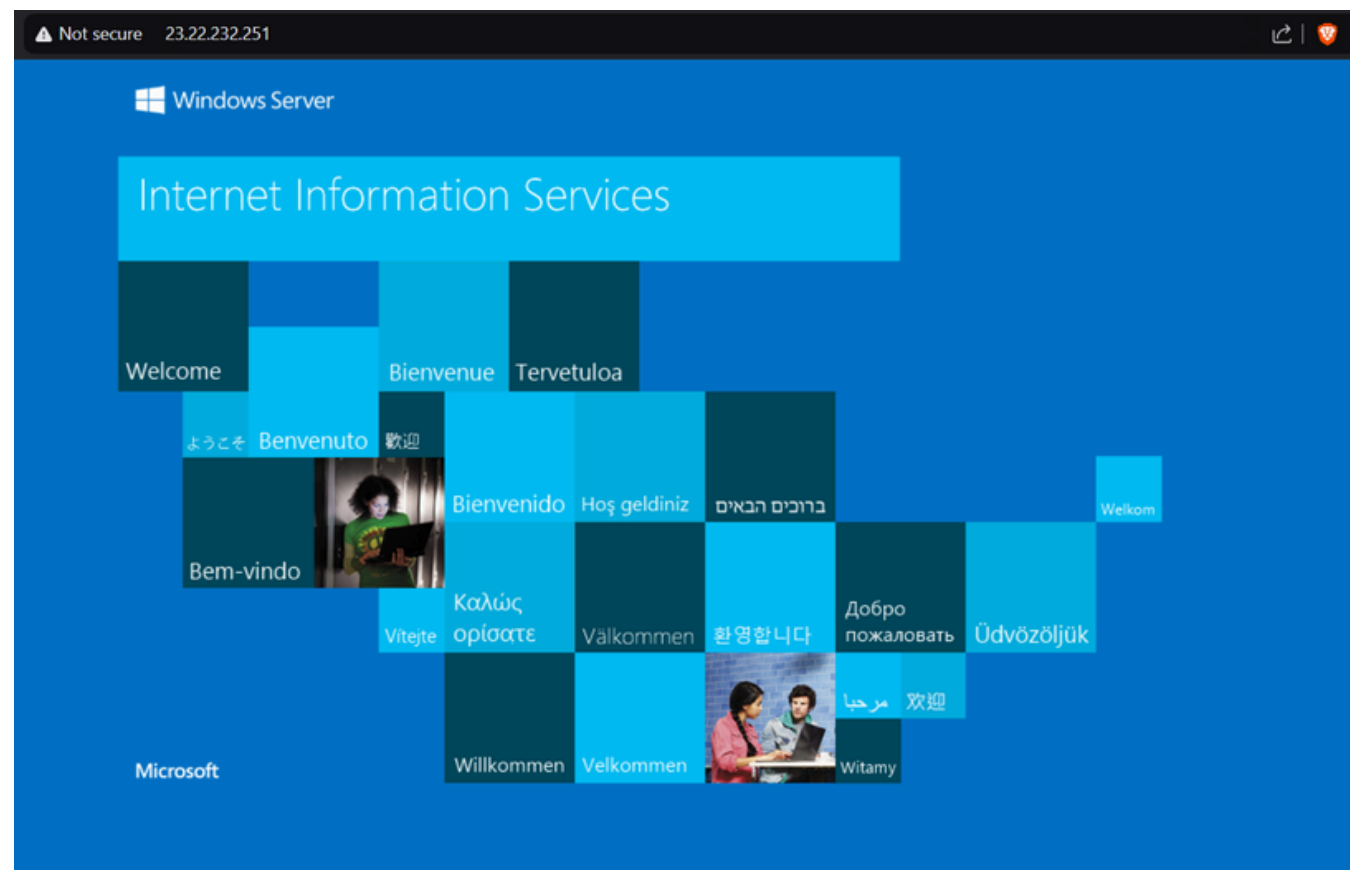 Not secure 23.22.232.251
Windows Server
Internet Information Services
Welcome
Bienvenue
Tervetuloa
ようこそ
Benvenuto
歡迎
Bienvenido
Hoş geldiniz
ברוכים הבאים
Welkom
Bem-vindo
Vítejte
Καλώς
ορίσατε
Välkommen
환영합니다
Добро
пожаловать
Üdvözöljük
مرحبا
欢迎
Willkommen
Velkommen
Witamy
Microsoft